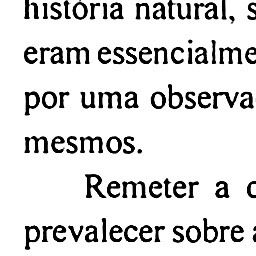 história natural, s
eram essencialme
por uma observa
mesmos.
Remeter a
prevalecer sobre